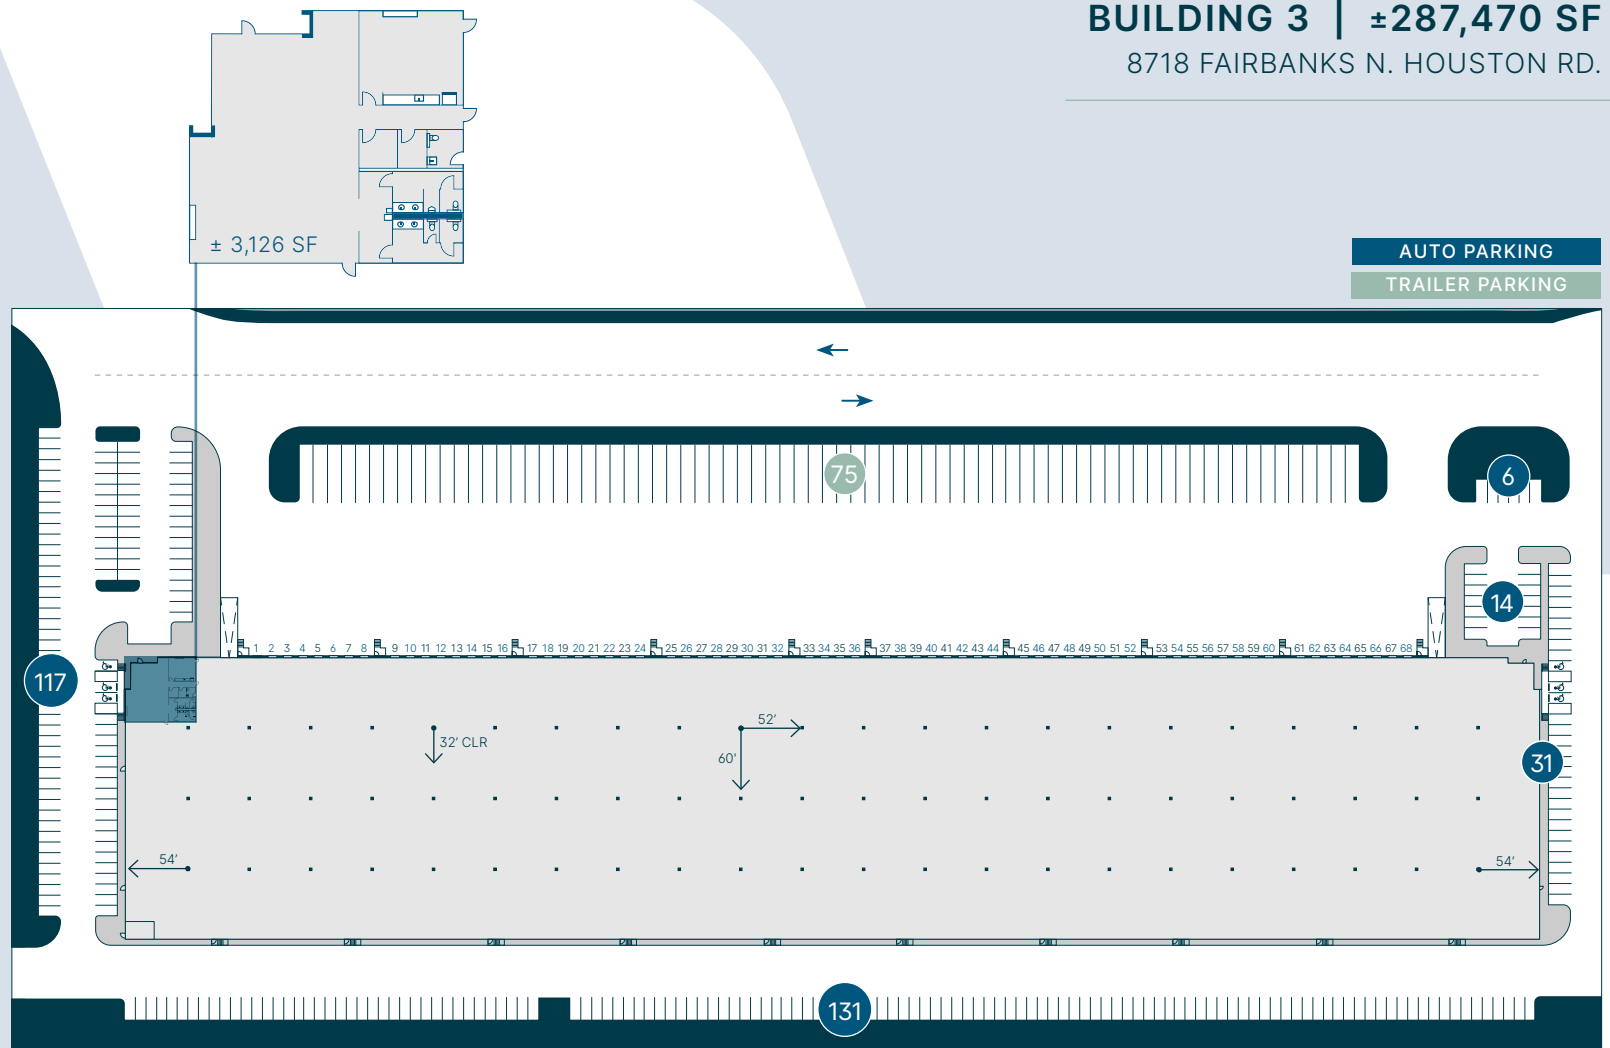 BUILDING 3 | ±287,470 SF
8718 FAIRBANKS N. HOUSTON RD.
± 3,126 SF
AUTO PARKING
TRAILER PARKING
75
6
14
1 2 3 4 5 6 7 8 9 10 11 12 13 14 15 16 17 18 19 20 21 22 23 24 25 26 27 28 29 30 31 32 33 34 35 36 37 38 39 40 41 42 43 44 45 46 47 48 49 50 51 52 53 54 55 56 57 58 59 60 61 62 63 64 65 66 67 68
117
52'
32' CLR
60'
31
54'
54'
131